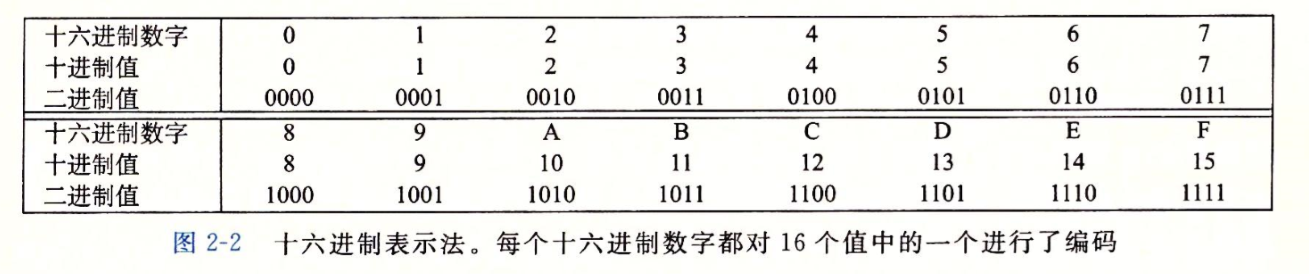 十六进制数字 0 1 2 3 4 5 6 7
十进制值 0 1 2 3 4 5 6 7
二进制值 0000 0001 0010 0011 0100 0101 0110 0111
十六进制数字 8 9 A B C D E F
十进制值 8 9 10 11 12 13 14 15
二进制值 1000 1001 1010 1011 1100 1101 1110 1111
图 2-2 十六进制表示法。每个十六进制数字都对 16 个值中的一个进行了编码